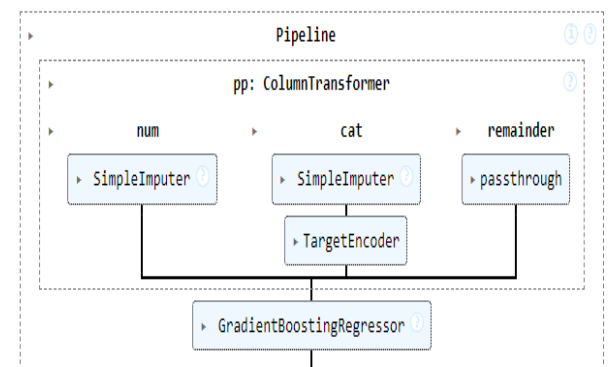 Pipeline
i ?
pp: ColumnTransformer
?
num
cat
remainder
SimpleImputer ?
SimpleImputer ?
passthrough
TargetEncoder
GradientBoostingRegressor ?